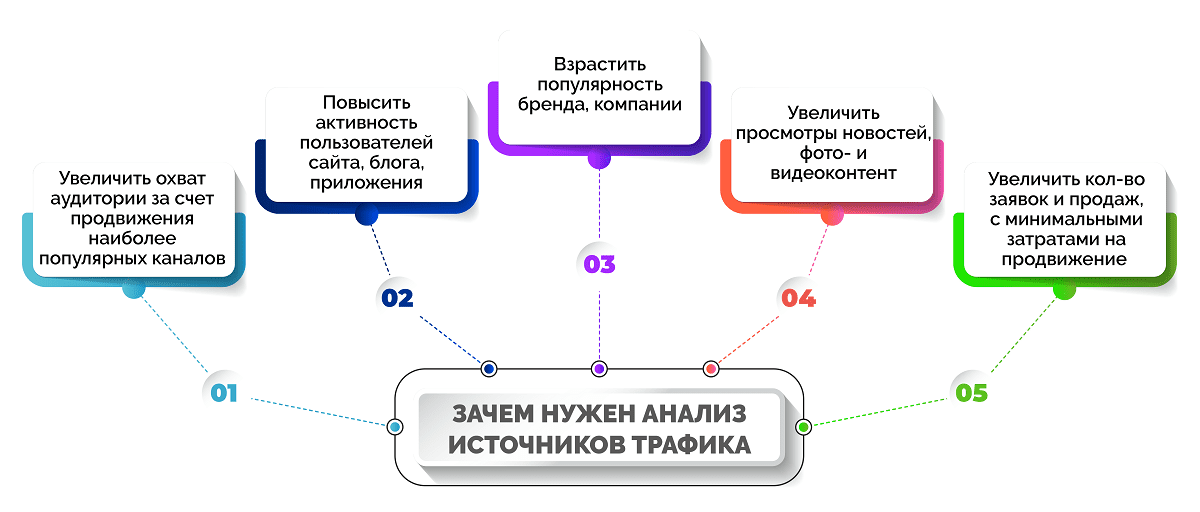 Увеличить охват
аудитории за счет
продвижения
наиболее
популярных каналов
01
Повысить
активность
пользователей
сайта, блога,
приложения
02
Взрастить
популярность
бренда, компании
03
Увеличить
просмотры новостей,
фото- и
видеоконтент
04
Увеличить кол-во
заявок и продаж,
с минимальными
затратами на
продвижение
05
ЗАЧЕМ НУЖЕН АНАЛИЗ
ИСТОЧНИКОВ ТРАФИКА